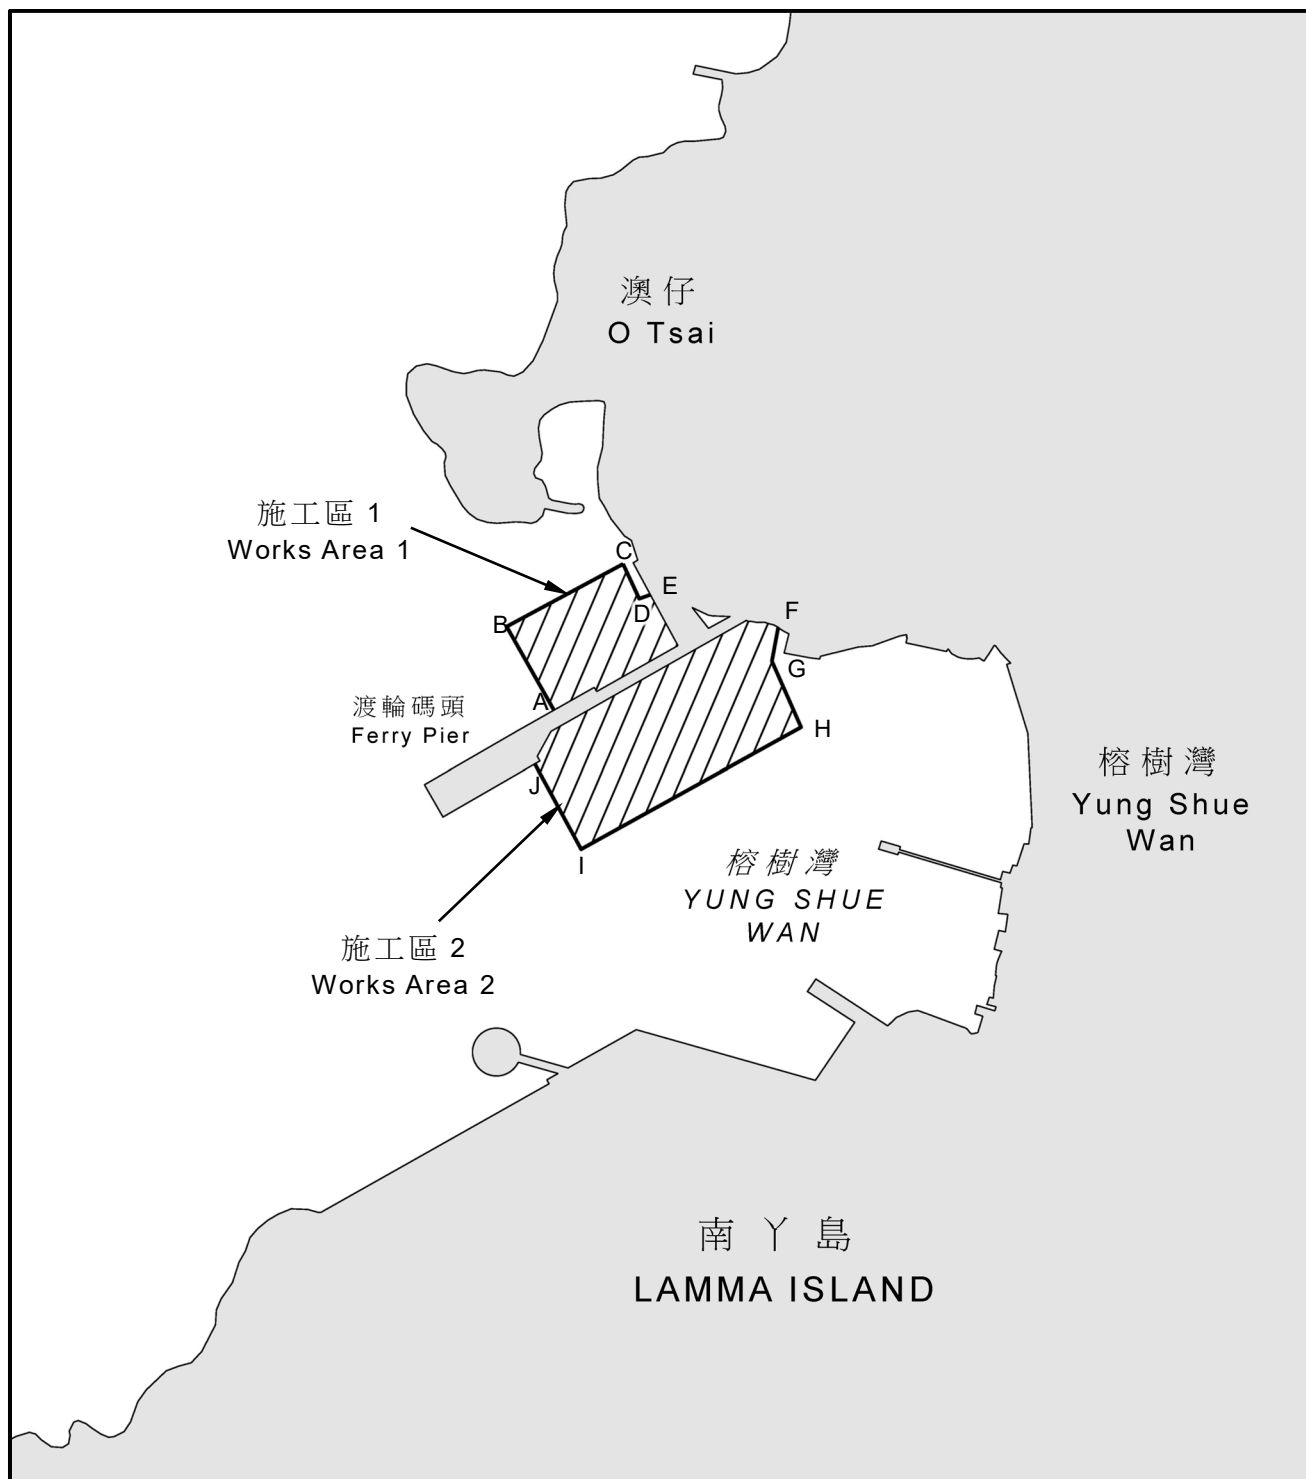 澳仔
O Tsai
施工區 1
Works Area 1
C
E
D
B
F
G
A
H
渡輪碼頭
Ferry Pier
J
I
榕樹灣
Yung Shue
Wan
榕樹灣
YUNG SHUE
WAN
施工區 2
Works Area 2
南丫島
LAMMA ISLAND